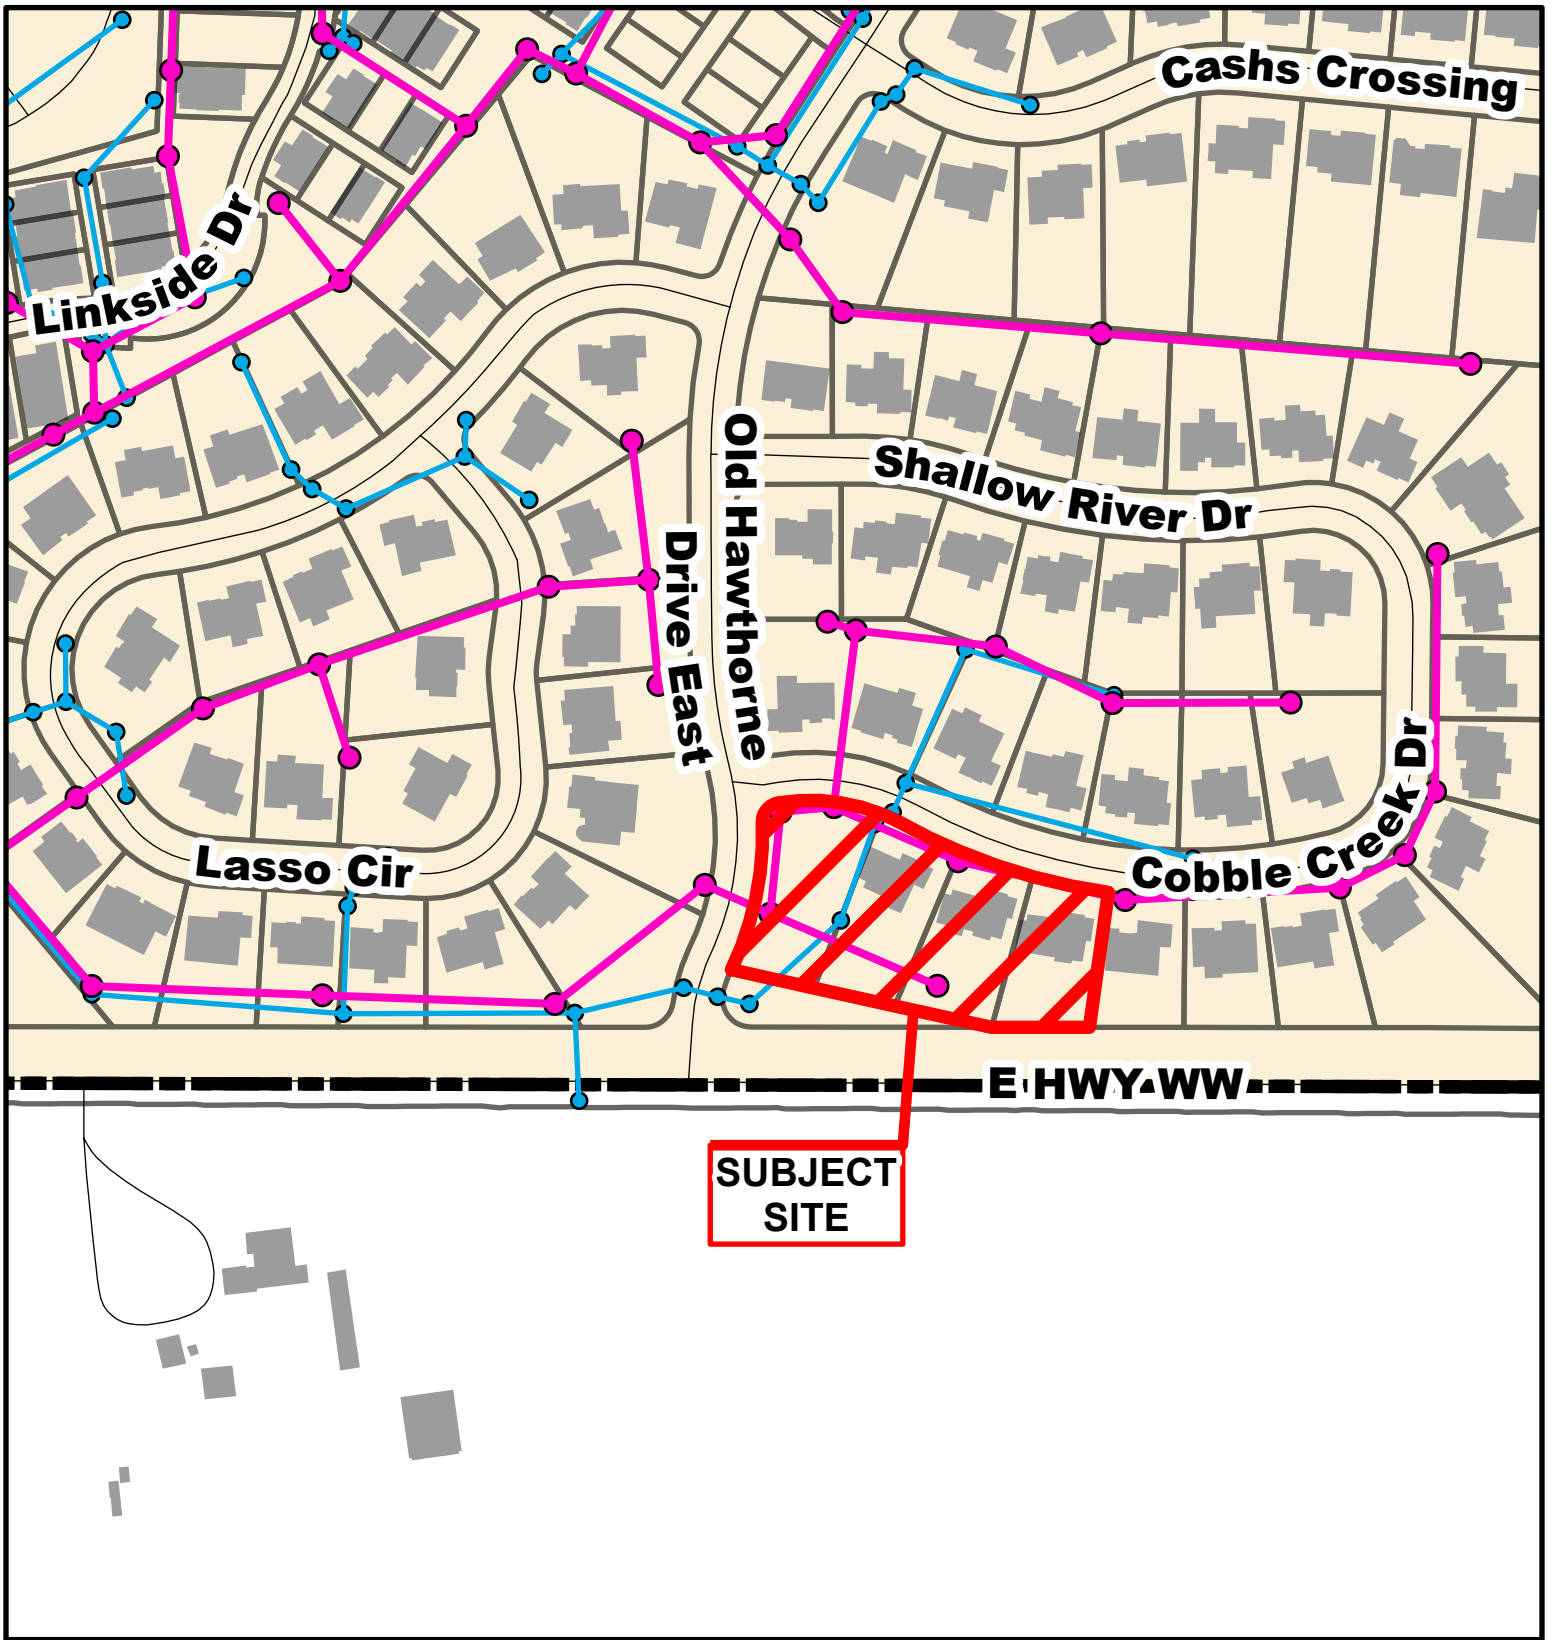 Cashs Crossing
Linkside Dr
Old Hawthorne
Drive East
Shallow River Dr
Lasso Cir
Cobble Creek Dr
E HWY WW
SUBJECT
SITE